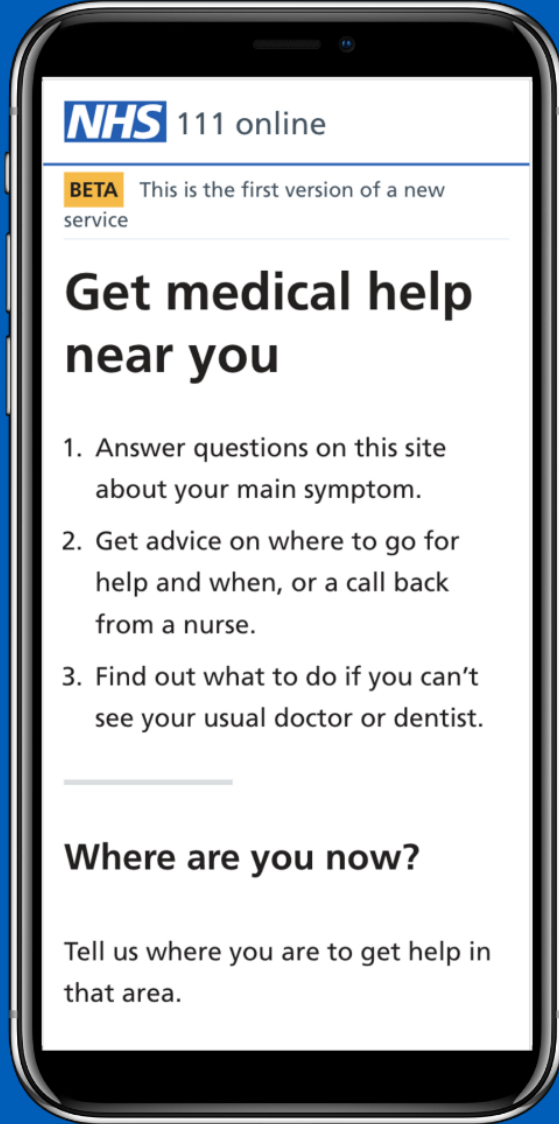 NHS 111 online
BETA This is the first version of a new
service
Get medical help
near you
1. Answer questions on this site
about your main symptom.
2. Get advice on where to go for
help and when, or a call back
from a nurse.
3. Find out what to do if you can’t
see your usual doctor or dentist.
Where are you now?
Tell us where you are to get help in
that area.